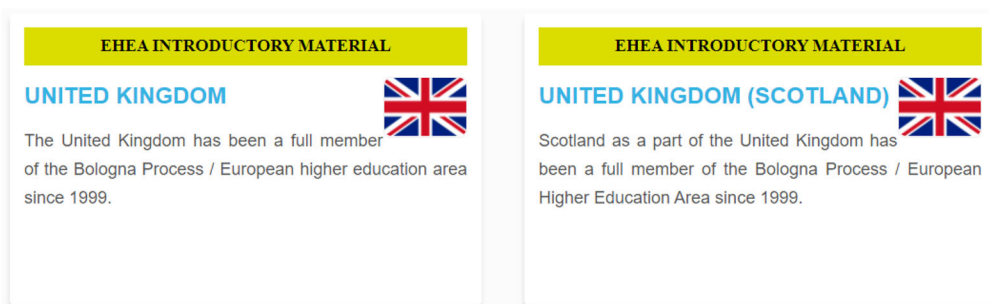 EHEA INTRODUCTORY MATERIAL
UNITED KINGDOM
The United Kingdom has been a full member
of the Bologna Process / European higher education area
since 1999.
EHEA INTRODUCTORY MATERIAL
UNITED KINGDOM (SCOTLAND)
Scotland as a part of the United Kingdom has
been a full member of the Bologna Process / European
Higher Education Area since 1999.